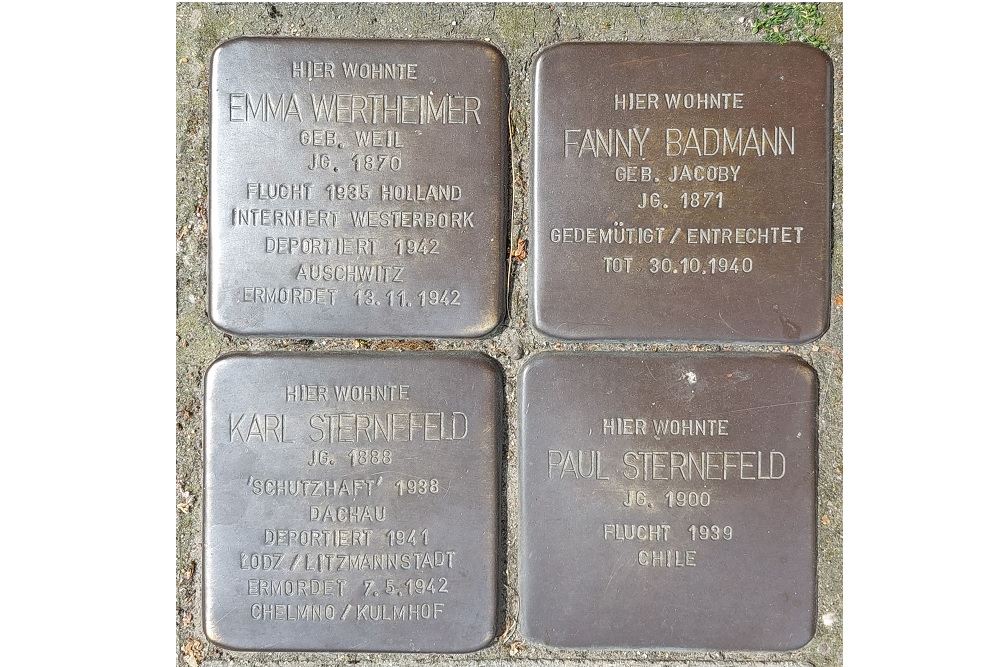 HIER WOHNTE
EMMA WERTHEIMER
GEB. WEIL
JG. 1870
FLUCHT 1935 HOLLAND
INTERNIERT WESTERBORK
DEPORTIERT 1942
AUSCHWITZ
ERMORDET 13.11.1942
HIER WOHNTE
FANNY BADMANN
GEB. JACOBY
JG. 1871
GEDEMÜTIGT / ENTRECHTET
TOT 30.10.1940
HIER WOHNTE
KARL STERNEFELD
JG. 1888
'SCHUTZHAFT' 1938
DACHAU
DEPORTIERT 1941
ŁODZ / LITZMANNSTADT
ERMORDET 7.5.1942
CHELMNO / KULMHOF
HIER WOHNTE
PAUL STERNEFELD
JG. 1900
FLUCHT 1939
CHILE